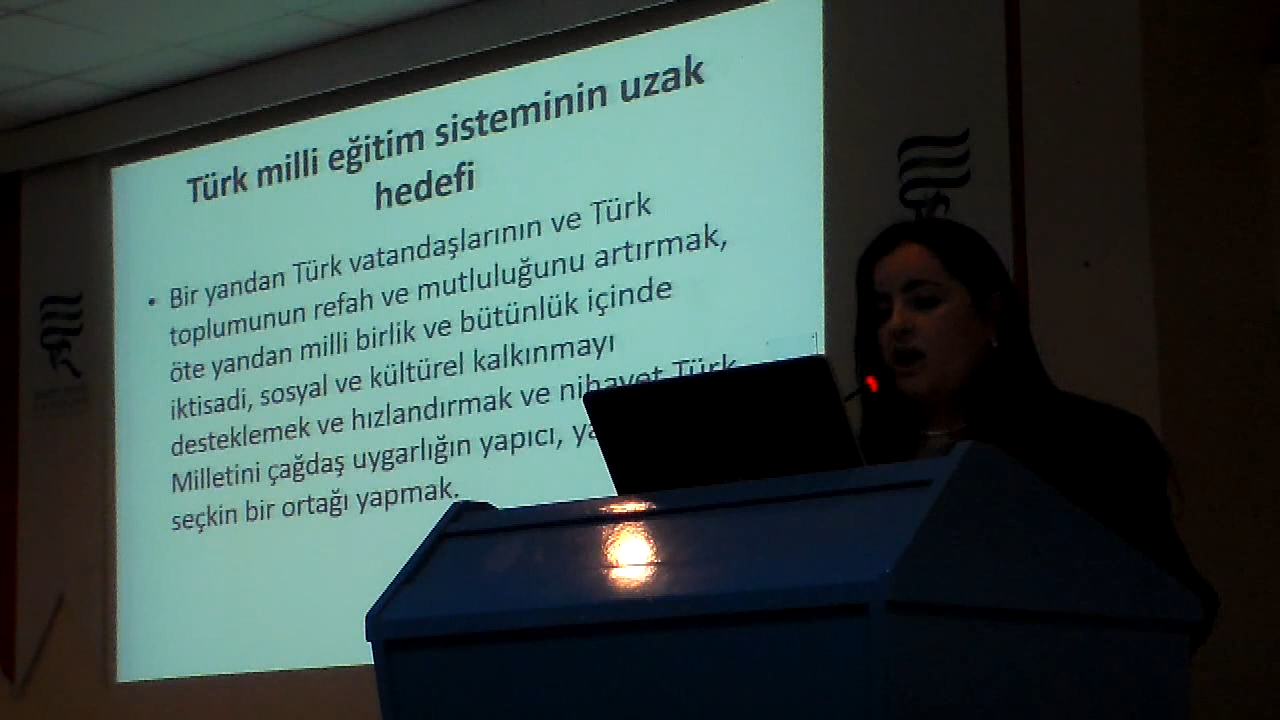 Türk milli eğitim sisteminin uzak
hedefi
• Bir yandan Türk vatandaşlarının ve Türk
toplumunun refah ve mutluluğunu artırmak,
öte yandan milli birlik ve bütünlük içinde
iktisadi, sosyal ve kültürel kalkınmayı
desteklemek ve hızlandırmak ve nihayet Türk
Milletini çağdaş uygarlığın yapıcı,
seçkin bir ortağı yapmak.